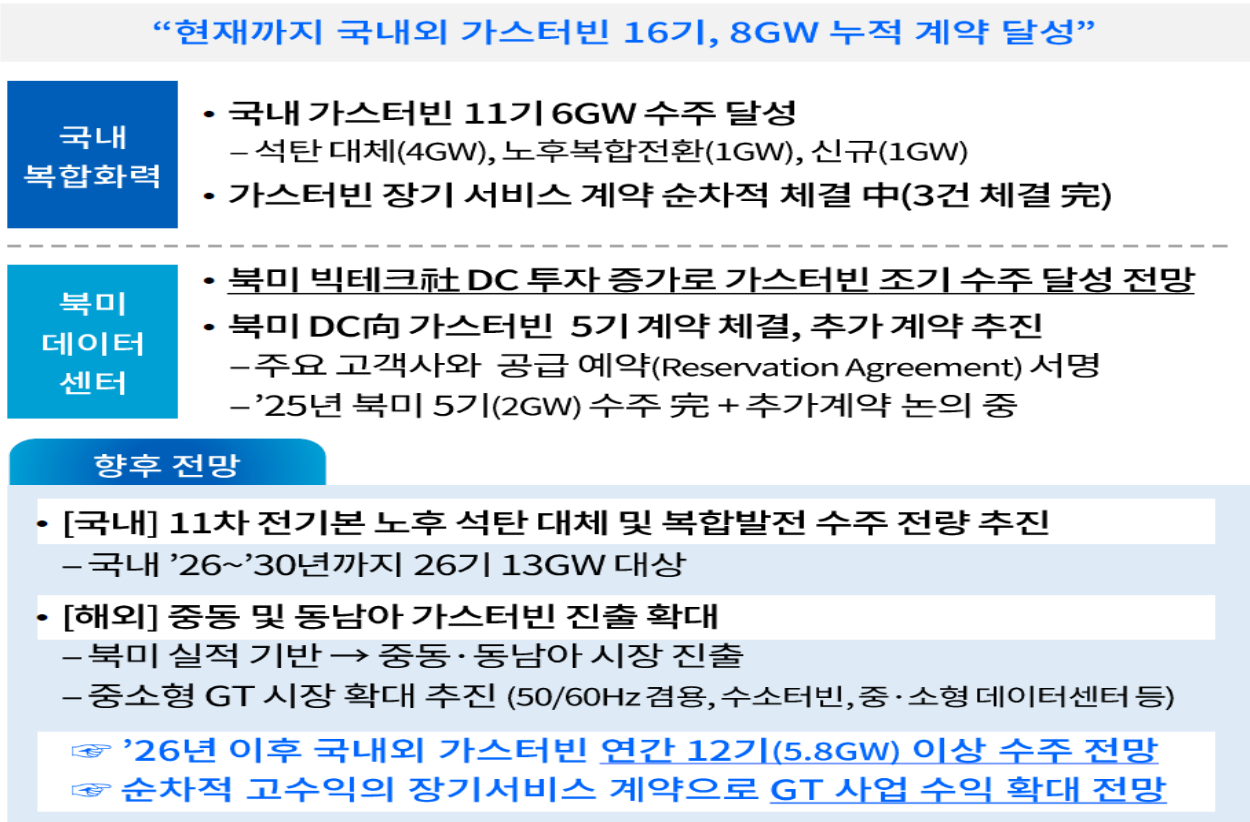 “현재까지 국내외 가스터빈 16기, 8GW 누적 계약 달성”
국내
복합화력
• 국내 가스터빈 11기 6GW 수주 달성
– 석탄 대체(4GW), 노후복합전환(1GW), 신규(1GW)
• 가스터빈 장기 서비스 계약 순차적 체결 中(3건 체결 完)
북미
데이터
센터
• 북미 빅테크社 DC 투자 증가로 가스터빈 조기 수주 달성 전망
• 북미 DC向 가스터빈 5기 계약 체결, 추가 계약 추진
– 주요 고객사와 공급 예약(Reservation Agreement) 서명
– ’25년 북미 5기(2GW) 수주 完 + 추가계약 논의 중
향후 전망
• [국내] 11차 전기본 노후 석탄 대체 및 복합발전 수주 전량 추진
– 국내 ’26~’30년까지 26기 13GW 대상
• [해외] 중동 및 동남아 가스터빈 진출 확대
– 북미 실적 기반 → 중동·동남아 시장 진출
– 중소형 GT 시장 확대 추진 (50/60Hz 겸용, 수소터빈, 중·소형 데이터센터 등)
☞ ’26년 이후 국내외 가스터빈 연간 12기(5.8GW) 이상 수주 전망
☞ 순차적 고수익의 장기서비스 계약으로 GT 사업 수익 확대 전망